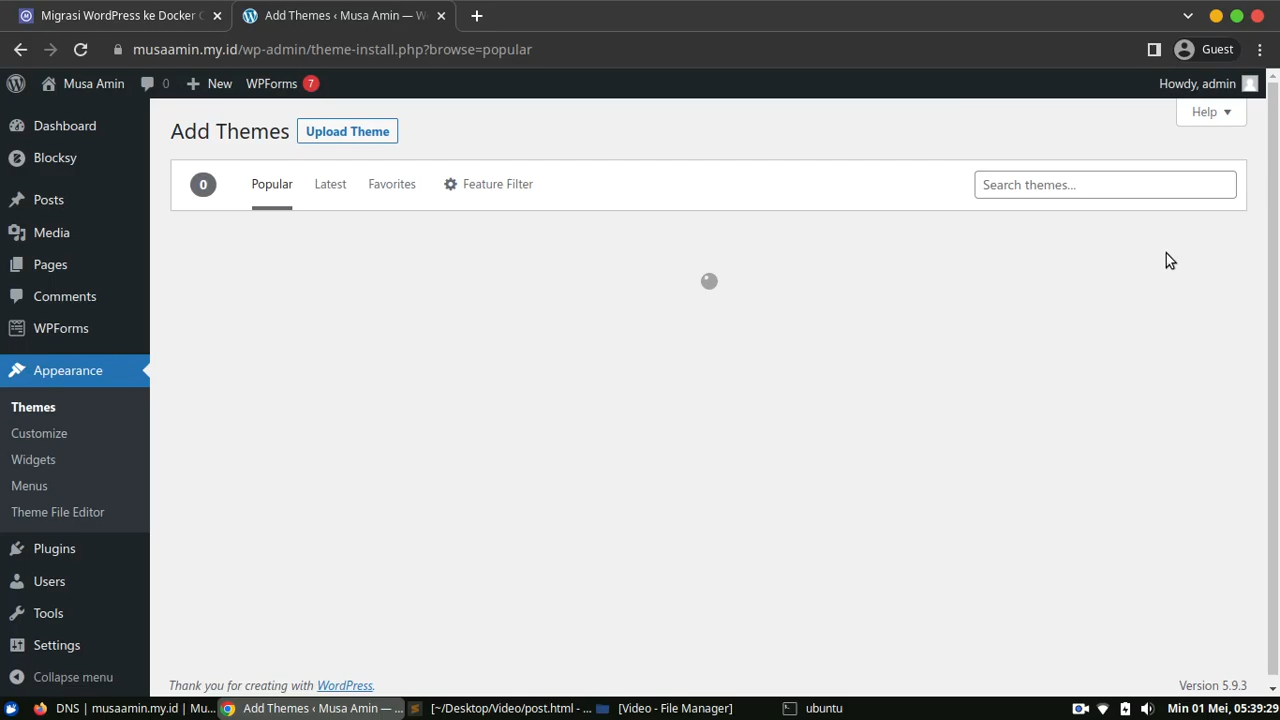 Migrasi WordPress ke Docker C
Add Themes ‹ Musa Amin — W
musaamin.my.id/wp-admin/theme-install.php?browse=popular
Guest
Musa Amin
0
New
WPForms
7
Howdy, admin
Dashboard
Blocksy
Posts
Media
Pages
Comments
WPForms
Appearance
Themes
Customize
Widgets
Menus
Theme File Editor
Plugins
Users
Tools
Settings
Collapse menu
Add Themes
Upload Theme
Help
0
Popular
Latest
Favorites
Feature Filter
Search themes...
Thank you for creating with WordPress.
Version 5.9.3
DNS | musaamin.my.id | Mu...
Add Themes ‹ Musa Amin — ...
[~/Desktop/Video/post.html - ...
[Video - File Manager]
ubuntu
Min 01 Mei, 05:39:29